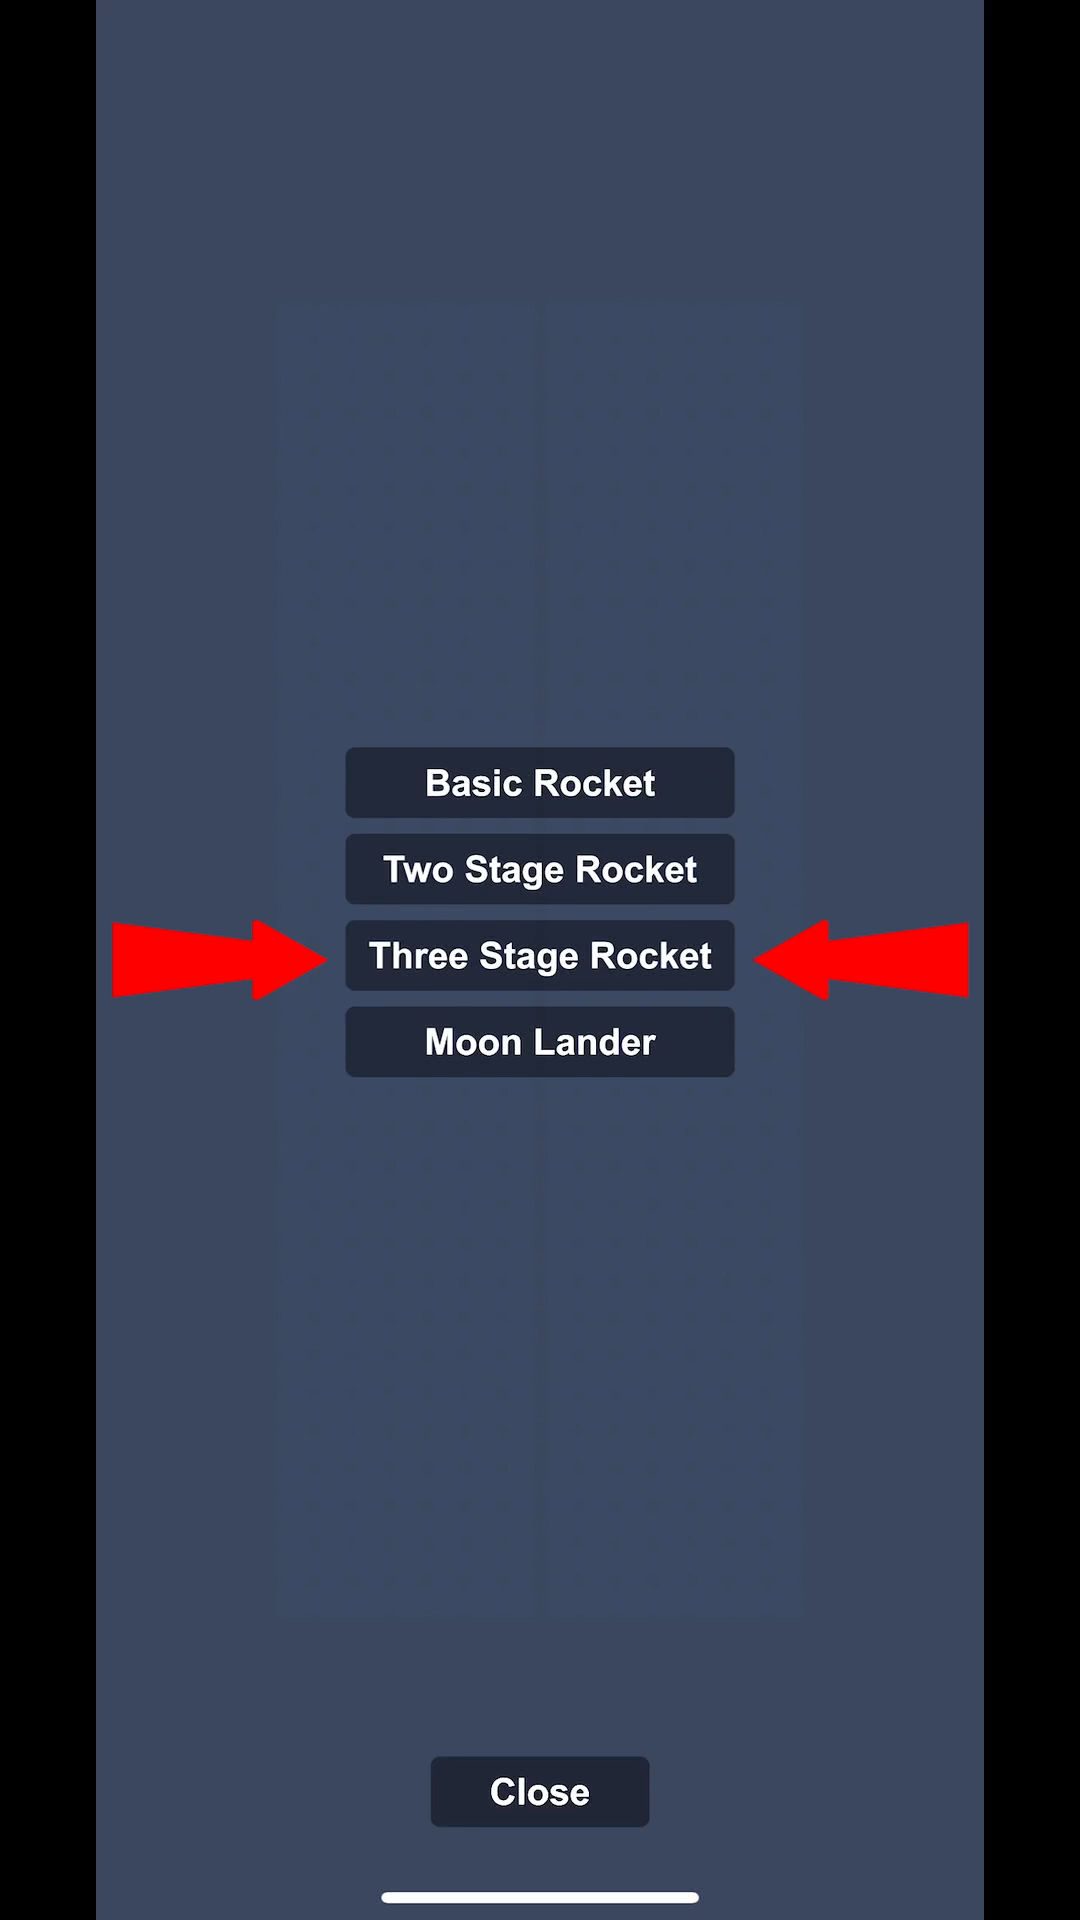 Basic Rocket
Two Stage Rocket
Three Stage Rocket
Moon Lander
Close